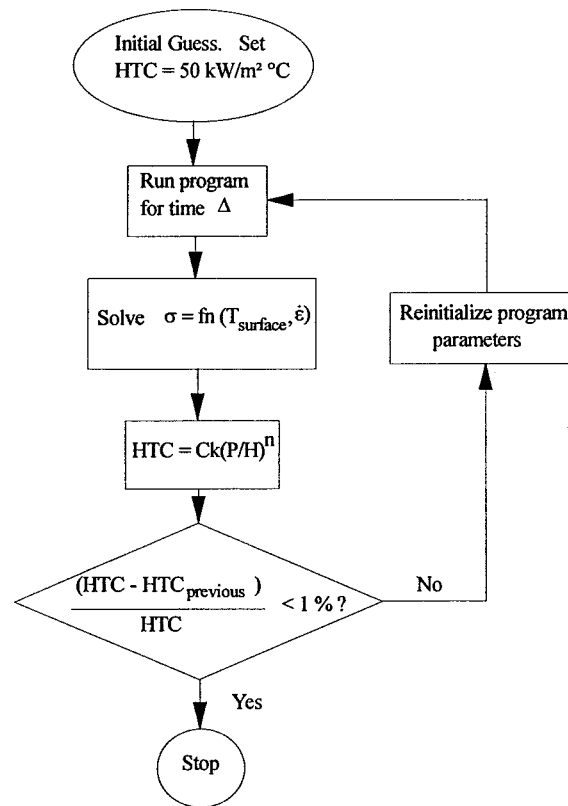 Initial Guess. Set
HTC = 50 kW/m² °C
Run program
for time Δ
Solve σ = fn (T_surface, ε̇)
Reinitialize program
parameters
HTC = Ck(P/H)^n
(HTC - HTC_previous )
HTC
< 1 % ?
No
Yes
Stop